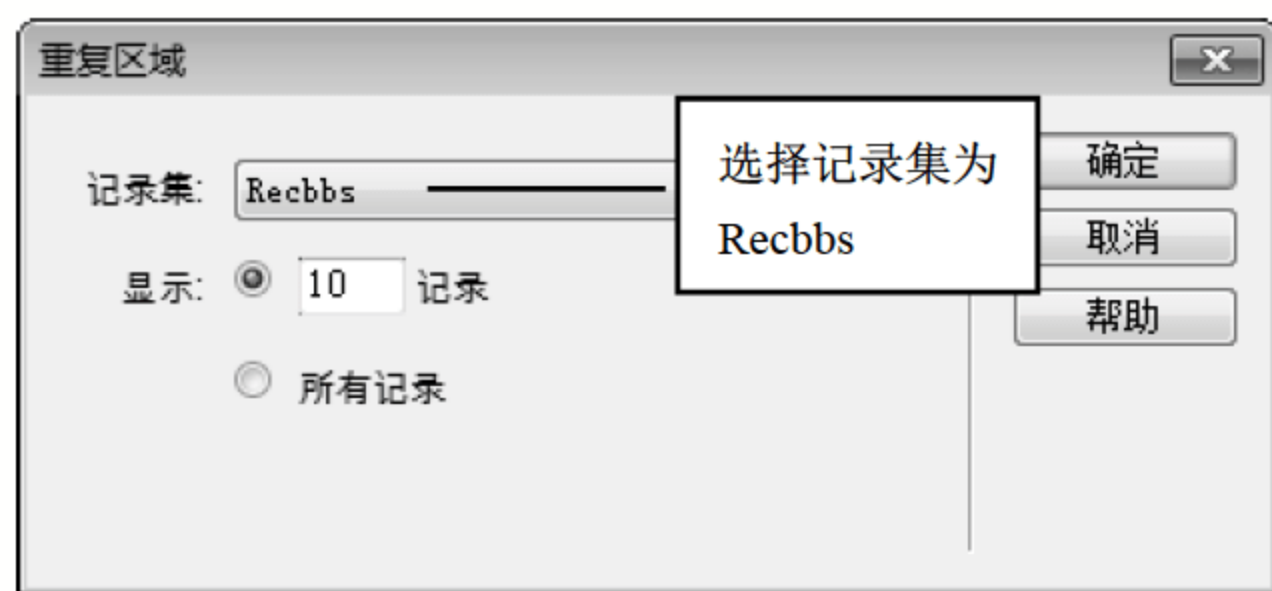 重复区域
记录集: Recbbs
选择记录集为
Recbbs
确定
取消
帮助
显示: 10 记录
所有记录